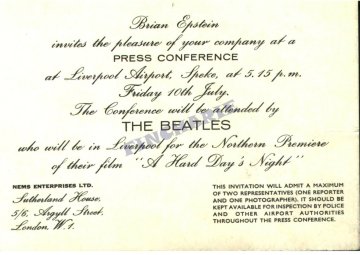 Brian Epstein
invites the pleasure of your company at a
PRESS CONFERENCE
at Liverpool Airport, Speke, at 5.15 p.m.
Friday 10th July.
The Conference will be attended by
THE BEATLES
who will be in Liverpool for the Northern Premiere
of their film "A Hard Day's Night"
NEMS ENTERPRISES LTD.
Sutherland House,
5/6, Argyll Street,
London, W.1.
THIS INVITATION WILL ADMIT A MAXIMUM
OF TWO REPRESENTATIVES (ONE REPORTER
AND ONE PHOTOGRAPHER). IT SHOULD BE
KEPT AVAILABLE FOR INSPECTION BY POLICE
AND OTHER AIRPORT AUTHORITIES
THROUGHOUT THE PRESS CONFERENCE.